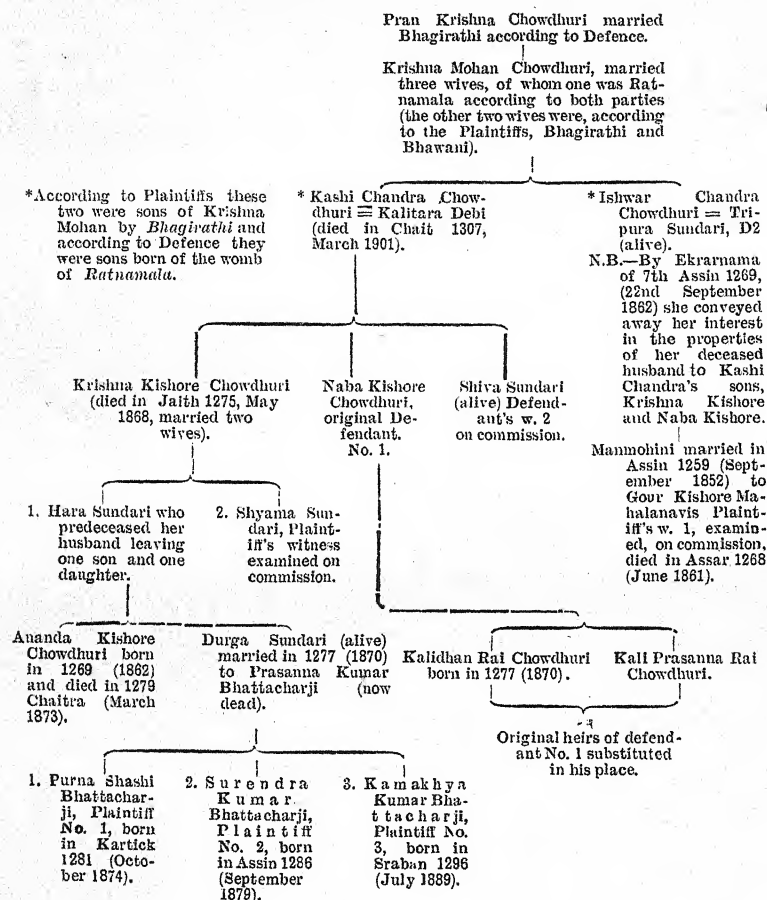 Pran Krishna Chowdhuri married
Bhagirathi according to Defence.
Krishna Mohan Chowdhuri, married
three wives, of whom one was Rat-
namala according to both parties
(the other two wives were, according
to the Plaintiffs, Bhagirathi and
Bhawani).
*According to Plaintiffs these
two were sons of Krishna
Mohan by Bhagirathi and
according to Defence they
were sons born of the womb
of Ratnamala.
* Kashi Chandra Chow-
dhuri = Kalitara Debi
(died in Chait 1307,
March 1901).
* Ishwar Chandra
Chowdhuri = Tri-
pura Sundari, D2
(alive).
N.B.—By Ekrarnama
of 7th Assin 1269,
(22nd September
1862) she conveyed
away her interest
in the properties
of her deceased
husband to Kashi
Chandra's sons,
Krishna Kishore
and Naba Kishore.
Krishna Kishore Chowdhuri
(died in Jaith 1275, May
1868, married two
wives).
Naba Kishore
Chowdhuri,
original De-
fendant.
No. 1.
Shiva Sundari
(alive) Defend-
ant's w. 2
on commission.
Manmohini married in
Assin 1259 (Sept-
ember 1852) to
Gour Kishore Ma-
halanavis Plaint-
iff's w. 1, examin-
ed, on commission,
died in Assar 1268
(June 1861).
1. Hara Sundari who
predeceased her
husband leaving
one son and one
daughter.
2. Shyama Sun-
dari, Plaint-
iff's witness
examined on
commission.
Ananda Kishore
Chowdhuri born
in 1269 (1862)
and died in 1279
Chaitra (March
1873).
Durga Sundari (alive)
married in 1277 (1870)
to Prasanna Kumar
Bhattacharji (now
dead).
Kalidhan Rai Chowdhuri
born in 1277 (1870).
Kali Prasanna Rai
Chowdhuri.
Original heirs of defend-
ant No. 1 substituted
in his place.
1. Purna Shashi
Bhattachar-
ji, Plaintiff
No. 1, born
in Kartick
1281 (Octo-
ber 1874).
2. Surendra
Kumar
Bhattacharji,
Plaintiff
No. 2, born
in Assin 1286
(September
1879).
3. Kamakhya
Kumar Bha-
ttacharji,
Plaintiff No.
3, born in
Sraban 1296
(July 1889).